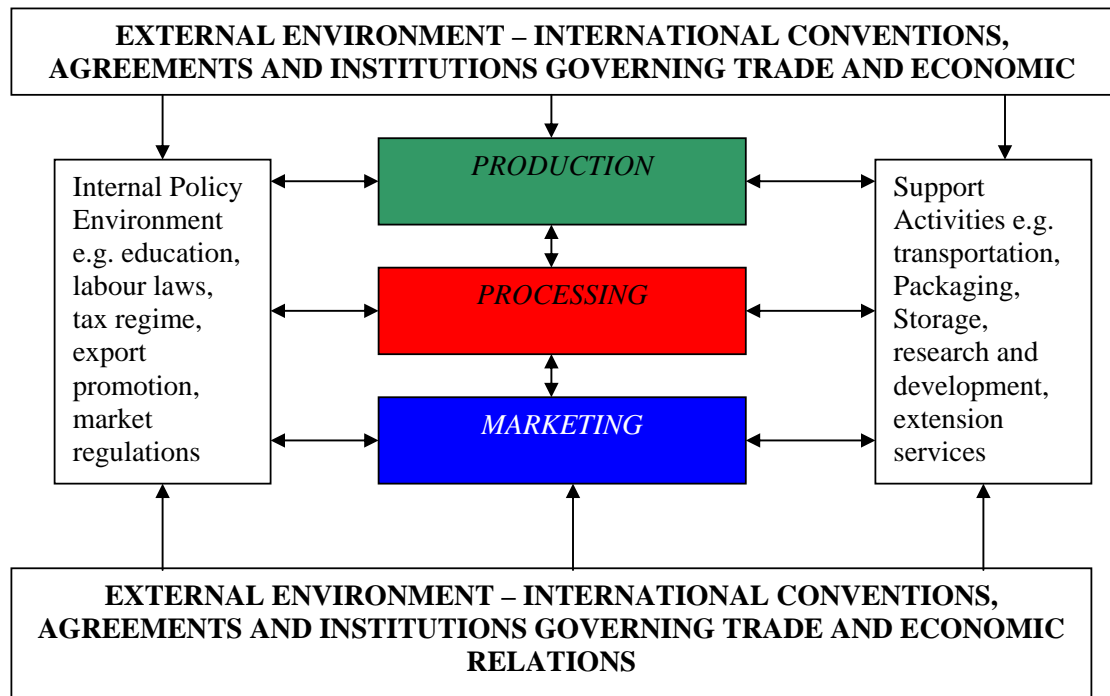 EXTERNAL ENVIRONMENT – INTERNATIONAL CONVENTIONS,
AGREEMENTS AND INSTITUTIONS GOVERNING TRADE AND ECONOMIC
Internal Policy
Environment
e.g. education,
labour laws,
tax regime,
export
promotion,
market
regulations
PRODUCTION
PROCESSING
MARKETING
Support
Activities e.g.
transportation,
Packaging,
Storage,
research and
development,
extension
services
EXTERNAL ENVIRONMENT – INTERNATIONAL CONVENTIONS,
AGREEMENTS AND INSTITUTIONS GOVERNING TRADE AND ECONOMIC
RELATIONS